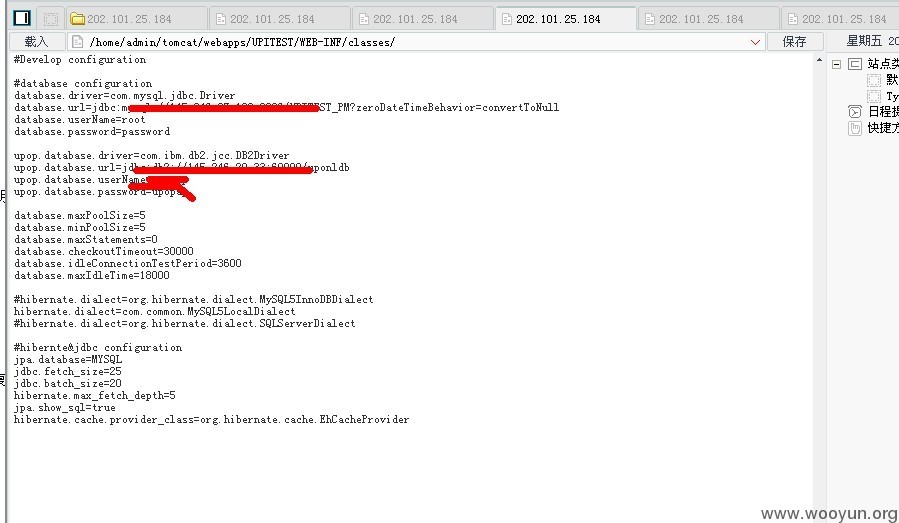 202.101.25.184
202.101.25.184
202.101.25.184
202.101.25.184
202.101.25.184
202.101.25.184
载入
/home/admin/tomcat/webapps/UPITEST/WEB-INF/classes/
保存
星期五 20
#Develop configuration
#database configuration
database.driver=com.mysql.jdbc.Driver
database.url=jdbc:m PM?zeroDateTimeBehavior=convertToNull
database.userName=root
database.password=password
upop.database.driver=com.ibm.db2.jcc.DB2Driver
upop.database.url=jd uponldb
upop.database.userName
upop.database.password=upop
database.maxPoolSize=5
database.minPoolSize=5
database.maxStatements=0
database.checkoutTimeout=30000
database.idleConnectionTestPeriod=3600
database.maxIdleTime=18000
#hibernate.dialect=org.hibernate.dialect.MySQL5InnoDBDialect
hibernate.dialect=com.common.MySQL5LocalDialect
#hibernate.dialect=org.hibernate.dialect.SQLServerDialect
#hibernte&jdbc configuration
jpa.database=MYSQL
jdbc.fetch_size=25
jdbc.batch_size=20
hibernate.max_fetch_depth=5
jpa.show_sql=true
hibernate.cache.provider_class=org.hibernate.cache.EhCacheProvider
站点类
默
Ty
日程提
快捷方
www.wooyun.org